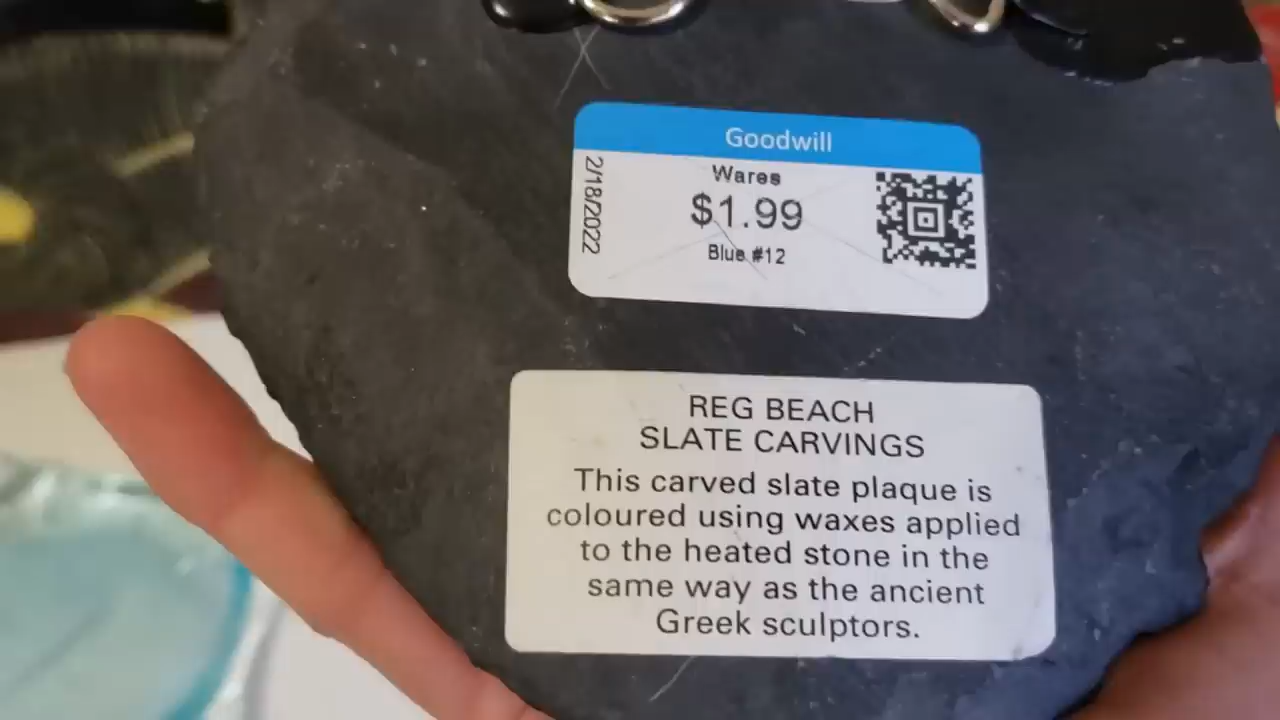 Goodwill
2/18/2022
Wares
$1.99
Blue #12
REG BEACH
SLATE CARVINGS
This carved slate plaque is
coloured using waxes applied
to the heated stone in the
same way as the ancient
Greek sculptors.